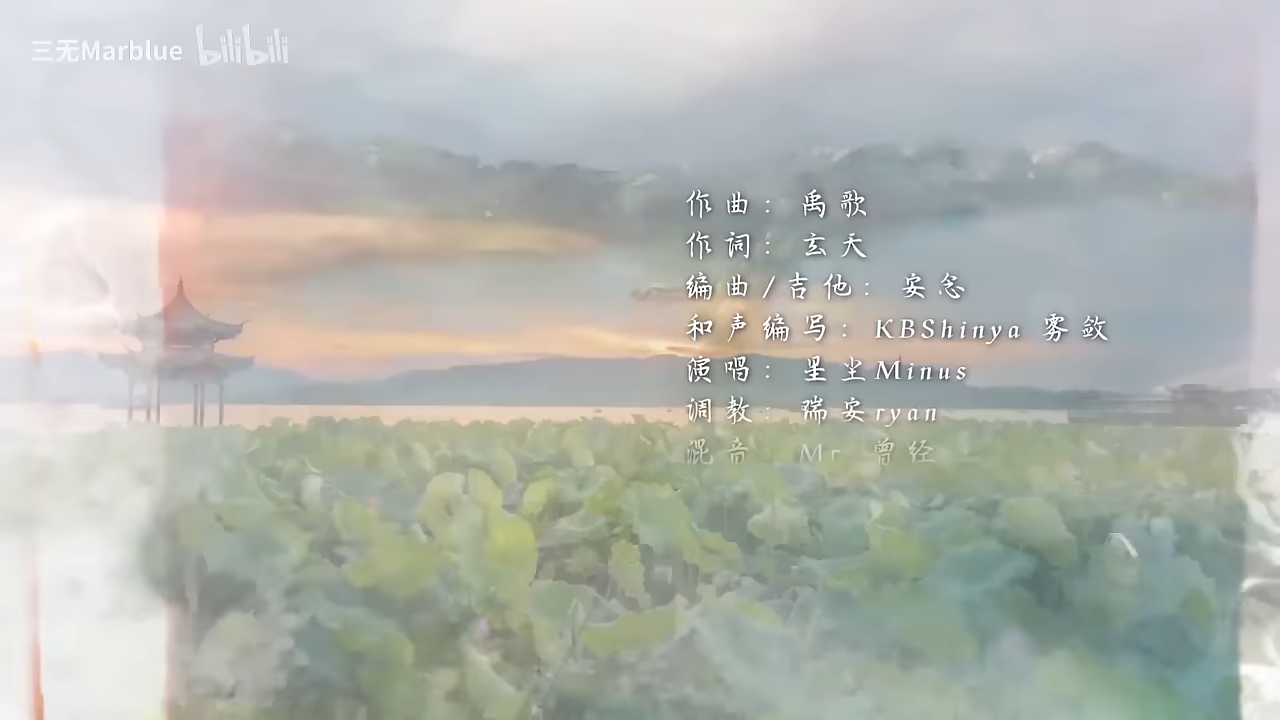 三无Marblue bilibili
作曲：禹歌
作词：玄天
编曲/吉他：安忿
和声编写：KBShinya 雾敛
演唱：星尘Minus
调教：瑞安ryan
混音 Mr 曾经